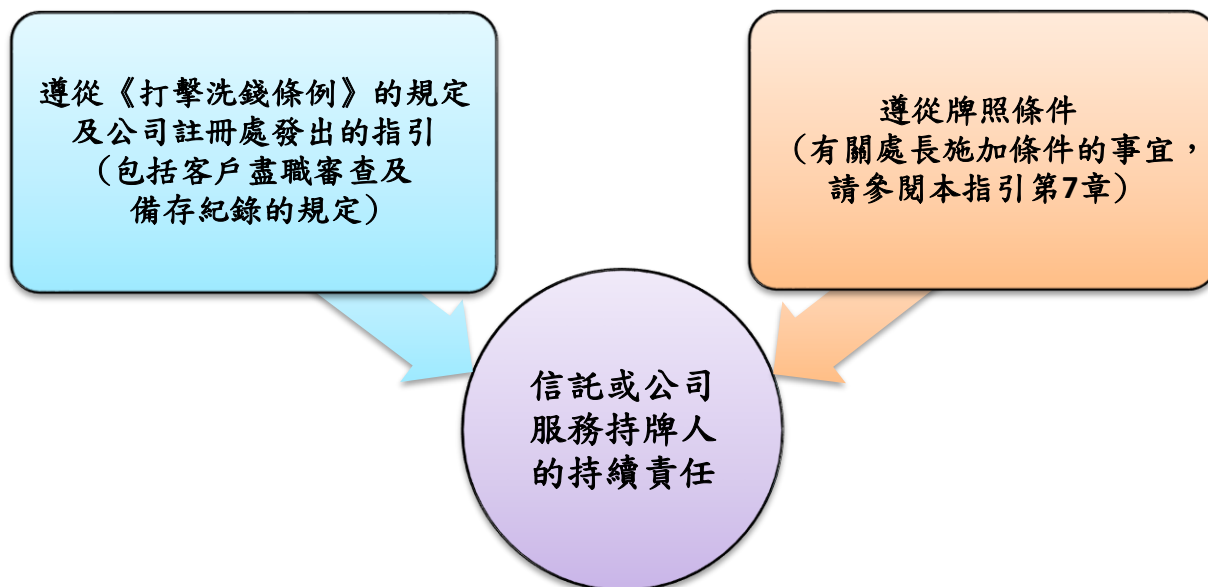 遵從《打擊洗錢條例》的規定
及公司註冊處發出的指引
（包括客戶盡職審查及
備存紀錄的規定）
遵從牌照條件
（有關處長施加條件的事宜，
請參閱本指引第7章）
信託或公司
服務持牌人
的持續責任